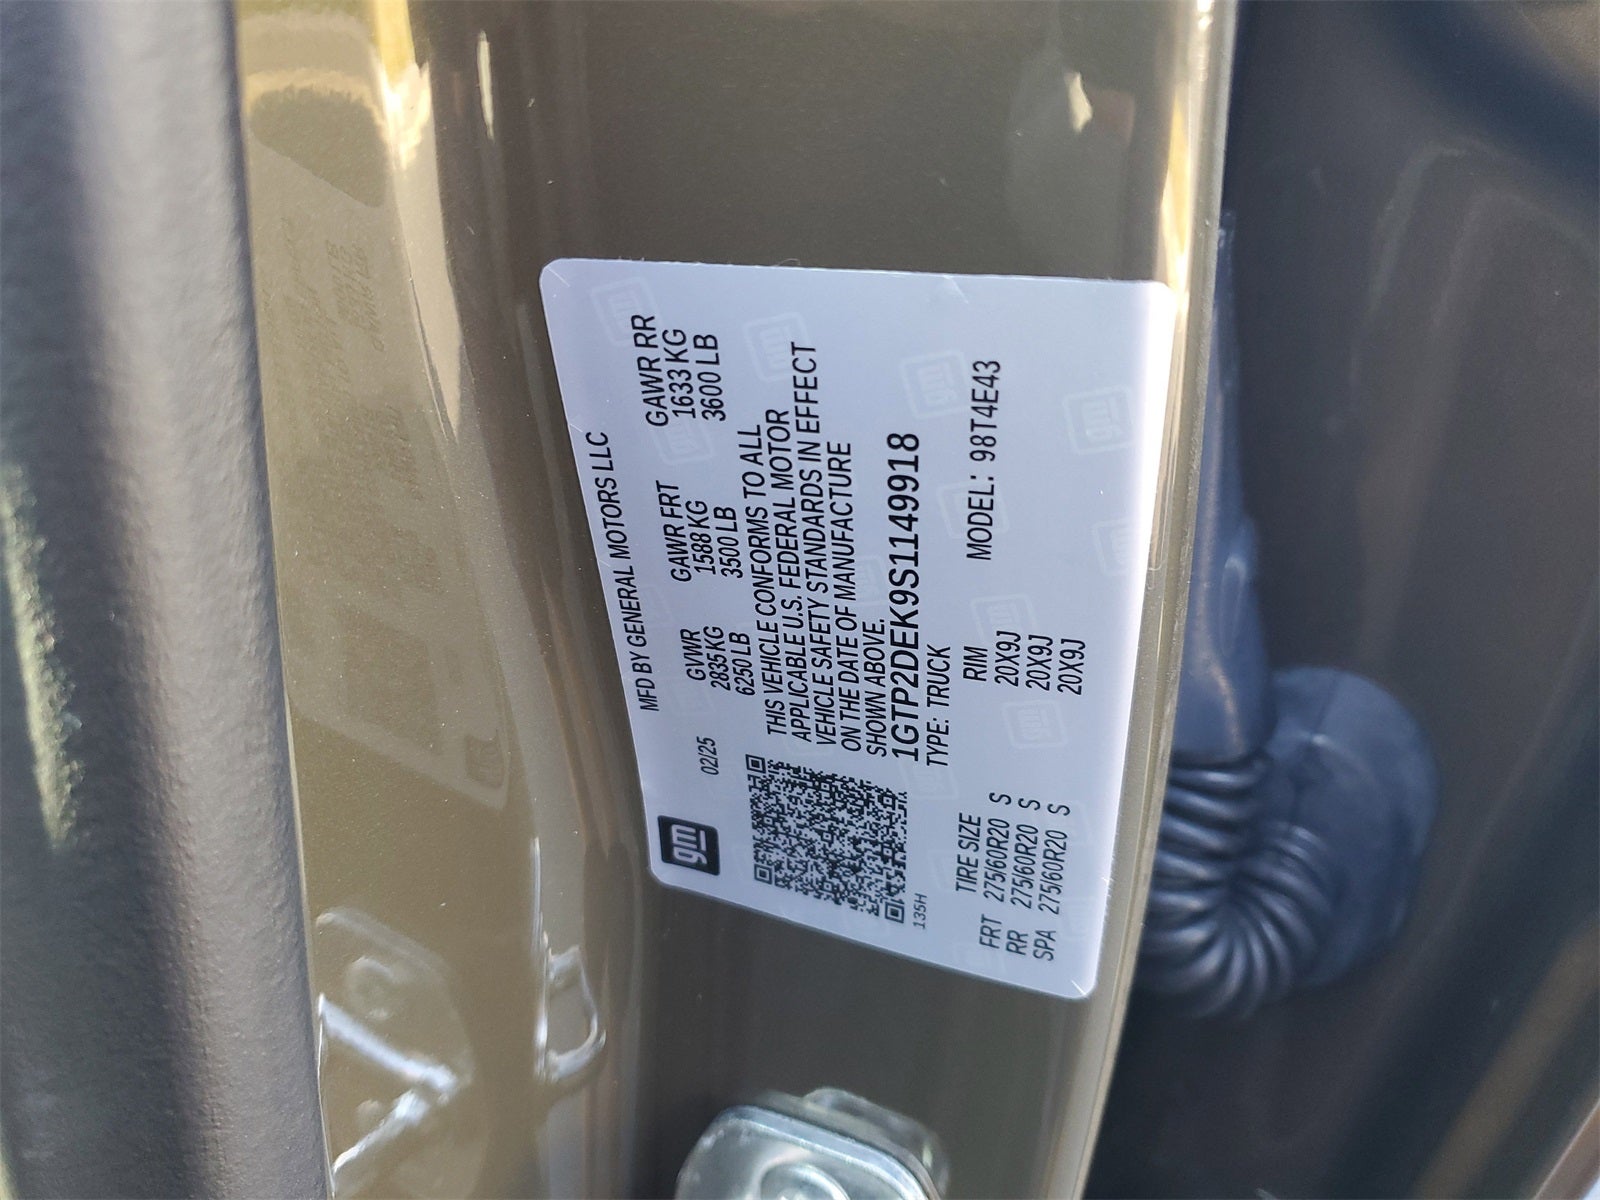 gm
MFD BY GENERAL MOTORS LLC
02/25
GVWR GAWR FRT GAWR RR
2835 KG 1588 KG 1633 KG
6250 LB 3500 LB 3600 LB
THIS VEHICLE CONFORMS TO ALL
APPLICABLE U.S. FEDERAL MOTOR
VEHICLE SAFETY STANDARDS IN EFFECT
ON THE DATE OF MANUFACTURE
SHOWN ABOVE.
1GTP2DEK9S1149918
135H
TYPE: TRUCK
MODEL: 98T4E43
TIRE SIZE RIM
FRT 275/60R20 S 20X9J
RR 275/60R20 S 20X9J
SPA 275/60R20 S 20X9J